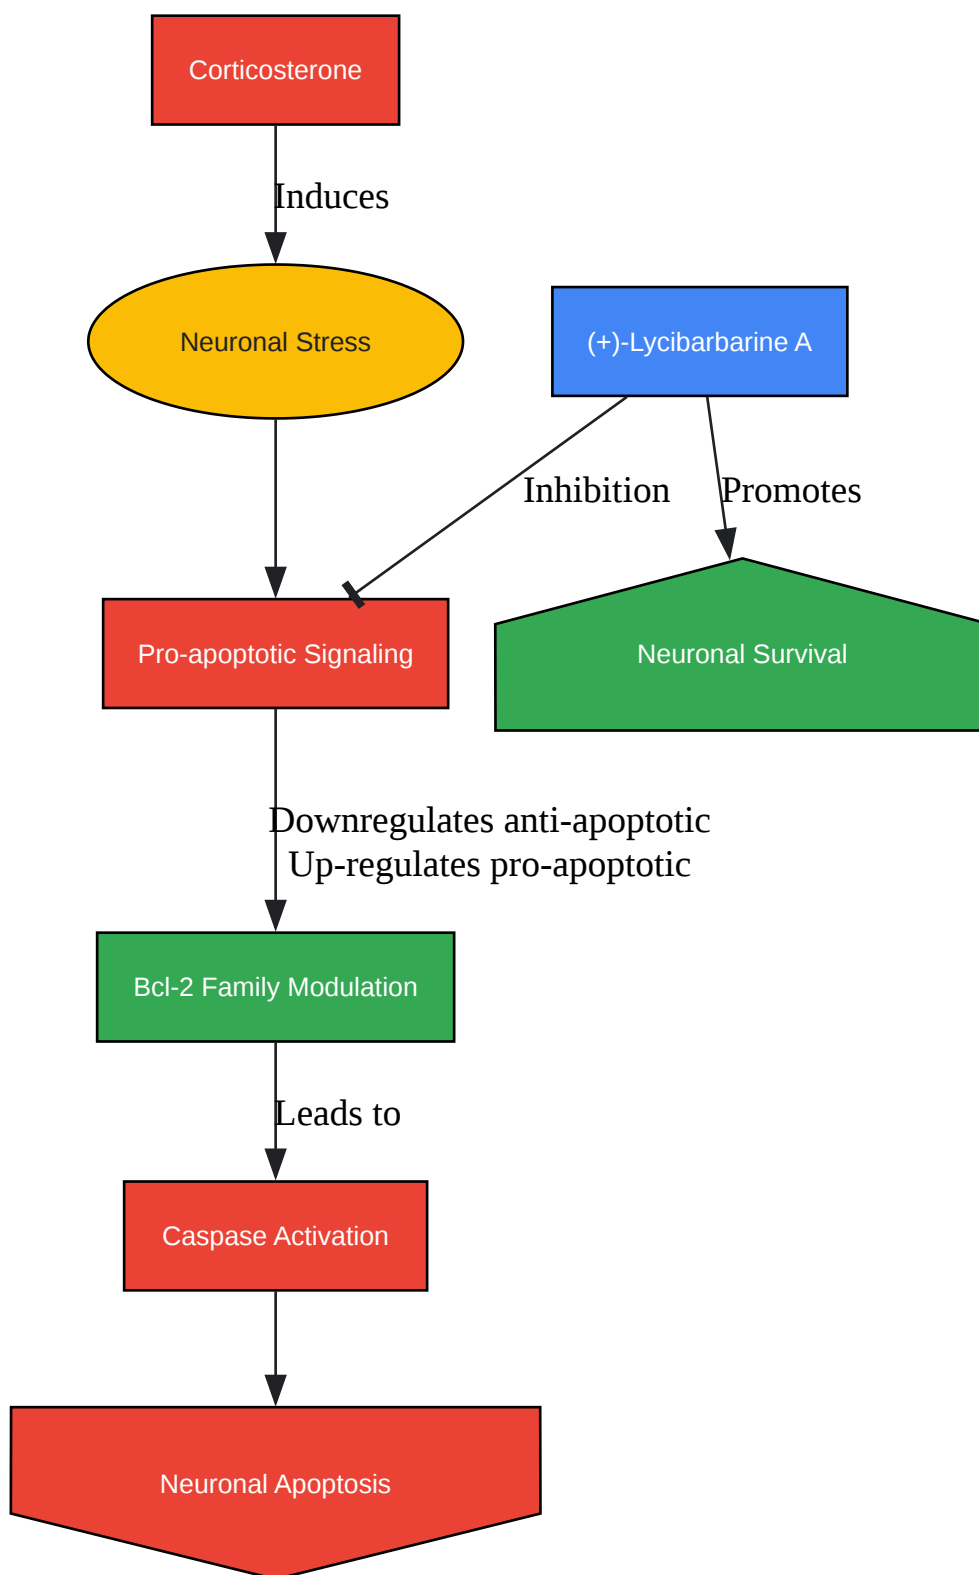 Corticosterone
Induces
Neuronal Stress
(+)-Lycibarbarine A
Inhibition
Promotes
Pro-apoptotic Signaling
Neuronal Survival
Downregulates anti-apoptotic
Up-regulates pro-apoptotic
Bcl-2 Family Modulation
Leads to
Caspase Activation
Neuronal Apoptosis